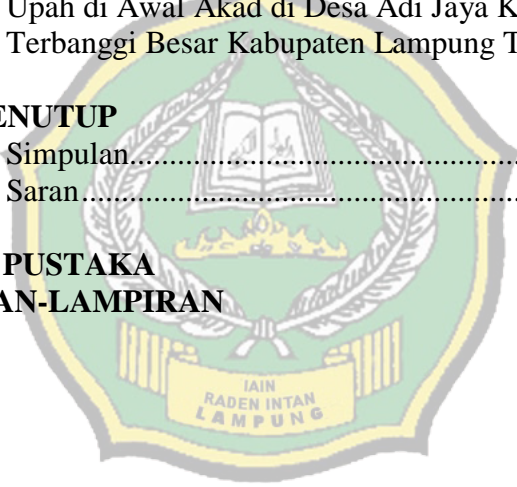 Upah di Awal Akad di Desa Adi Jaya K
Terbanggi Besar Kabupaten Lampung T
ENUTUP
Simpulan..................................................
Saran........................................................
PUSTAKA
AN-LAMPIRAN
IAIN
RADEN INTAN
LAMPUNG